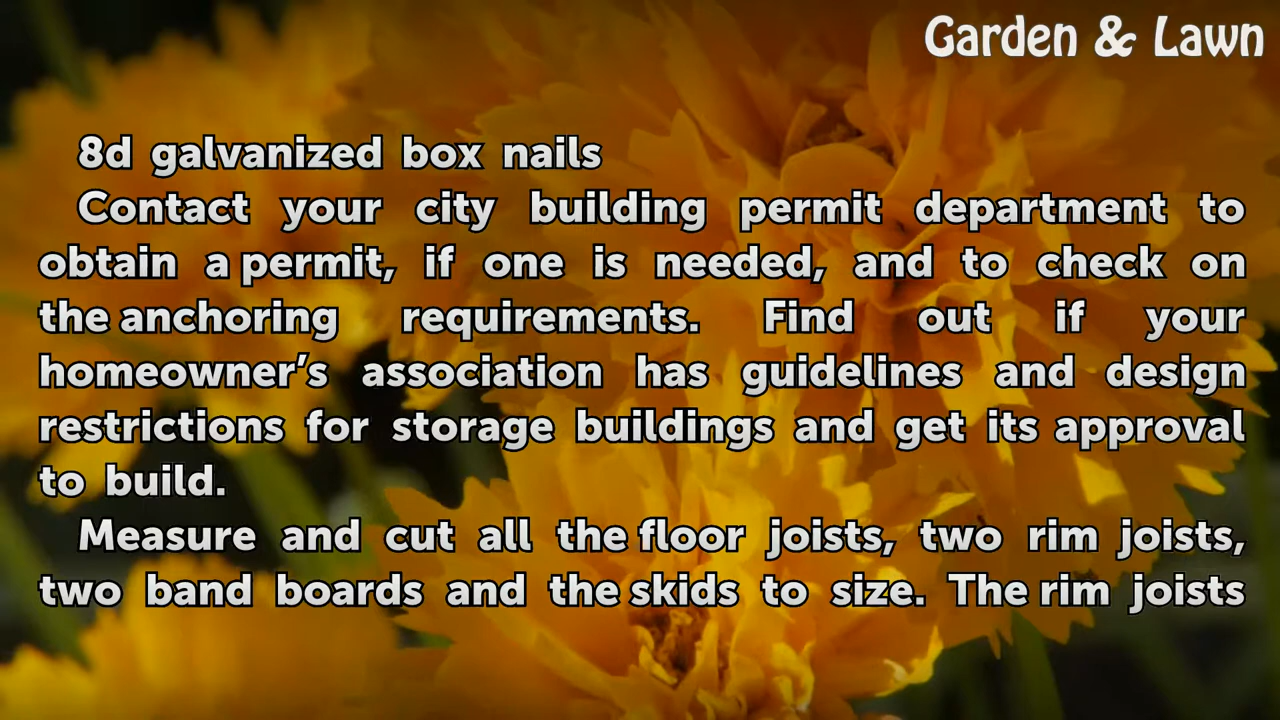 Garden & Lawn
8d galvanized box nails
Contact your city building permit department to
obtain a permit, if one is needed, and to check on
the anchoring requirements. Find out if your
homeowner’s association has guidelines and design
restrictions for storage buildings and get its approval
to build.
Measure and cut all the floor joists, two rim joists,
two band boards and the skids to size. The rim joists